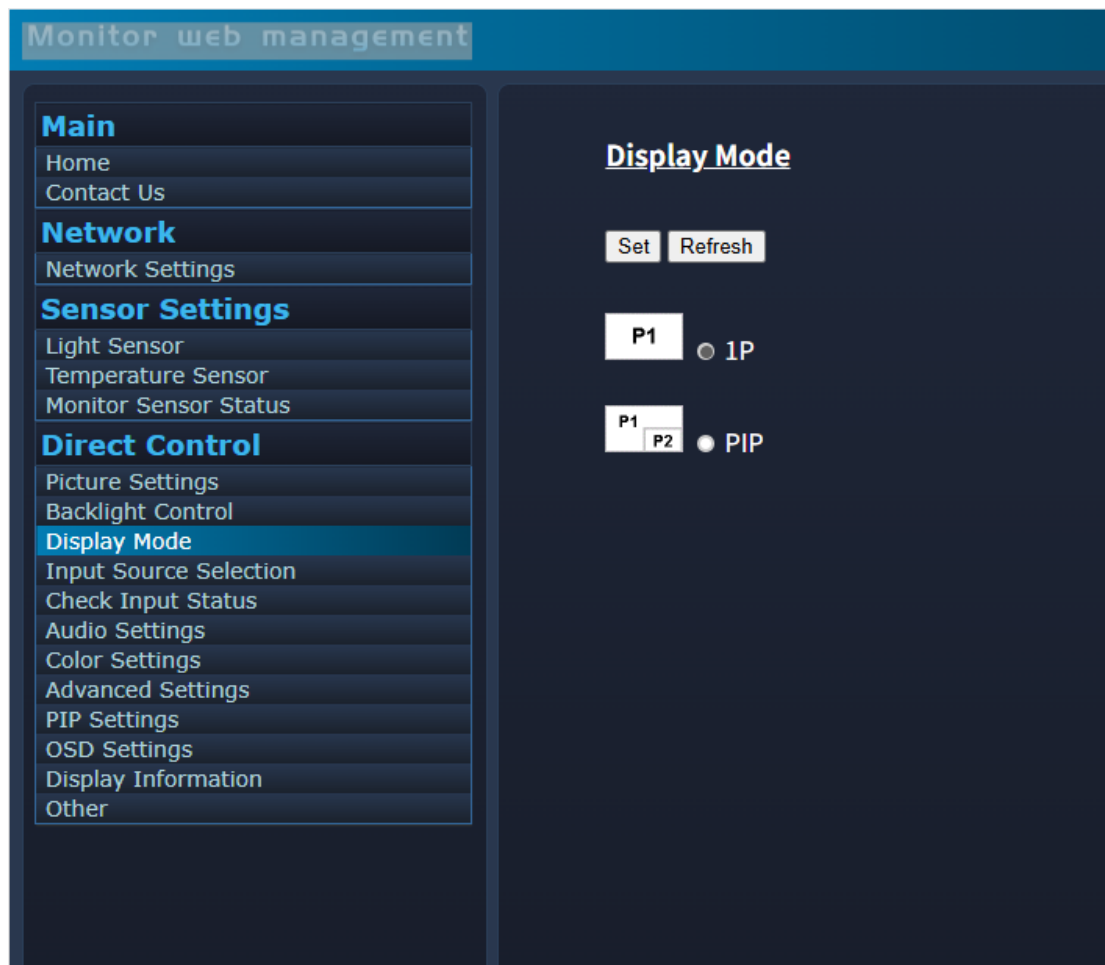 Monitor web management
Main
Home
Contact Us
Network
Network Settings
Sensor Settings
Light Sensor
Temperature Sensor
Monitor Sensor Status
Direct Control
Picture Settings
Backlight Control
Display Mode
Input Source Selection
Check Input Status
Audio Settings
Color Settings
Advanced Settings
PIP Settings
OSD Settings
Display Information
Other
Display Mode
Set Refresh
P1 1P
P1
P2 PIP